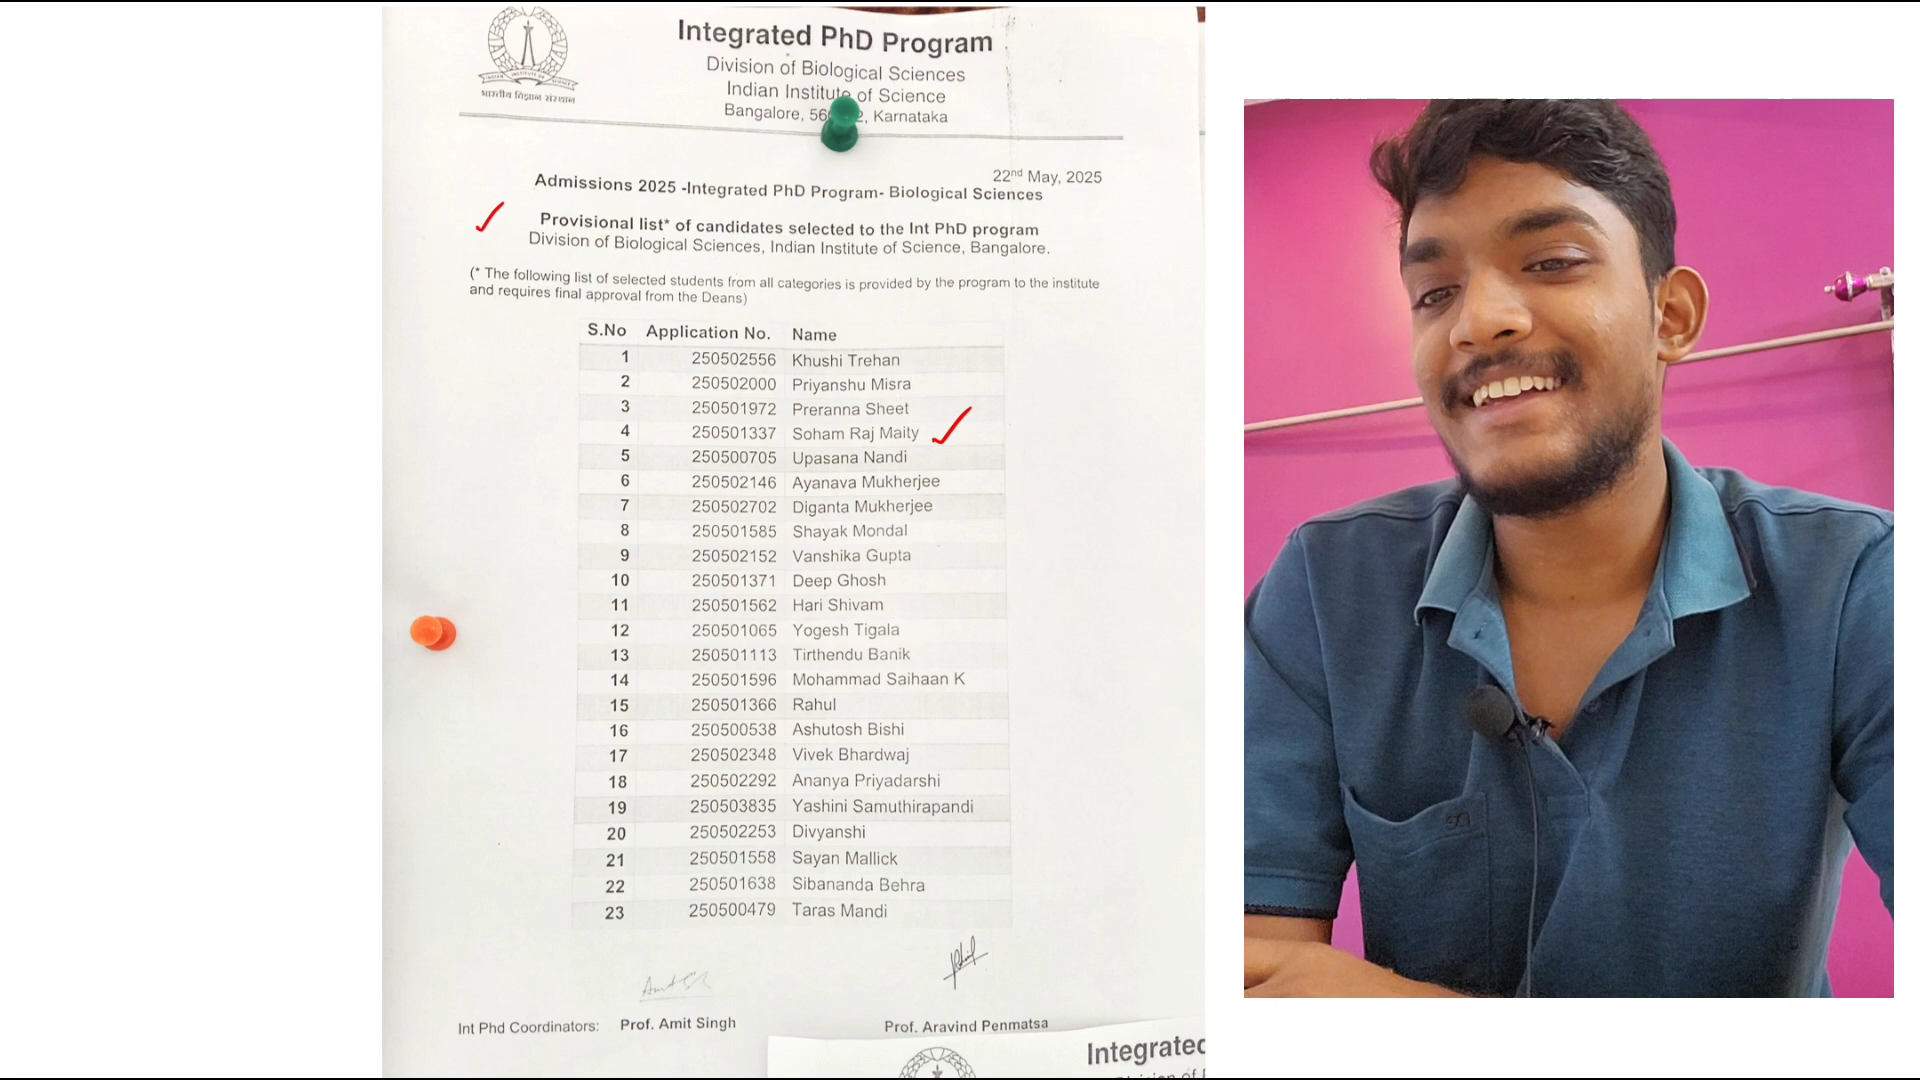 भारतीय विज्ञान संस्थान
Integrated PhD Program
Division of Biological Sciences
Indian Institute of Science
Bangalore, 56 2, Karnataka
22nd May, 2025
Admissions 2025 -Integrated PhD Program- Biological Sciences
Provisional list* of candidates selected to the Int PhD program
Division of Biological Sciences, Indian Institute of Science, Bangalore.
(* The following list of selected students from all categories is provided by the program to the institute
and requires final approval from the Deans)
S.No Application No. Name
1 250502556 Khushi Trehan
2 250502000 Priyanshu Misra
3 250501972 Preranna Sheet
4 250501337 Soham Raj Maity
5 250500705 Upasana Nandi
6 250502146 Ayanava Mukherjee
7 250502702 Diganta Mukherjee
8 250501585 Shayak Mondal
9 250502152 Vanshika Gupta
10 250501371 Deep Ghosh
11 250501562 Hari Shivam
12 250501065 Yogesh Tigala
13 250501113 Tirthendu Banik
14 250501596 Mohammad Saihaan K
15 250501366 Rahul
16 250500538 Ashutosh Bishi
17 250502348 Vivek Bhardwaj
18 250502292 Ananya Priyadarshi
19 250503835 Yashini Samuthirapandi
20 250502253 Divyanshi
21 250501558 Sayan Mallick
22 250501638 Sibananda Behra
23 250500479 Taras Mandi
Int Phd Coordinators: Prof. Amit Singh Prof. Aravind Penmatsa
Integrated